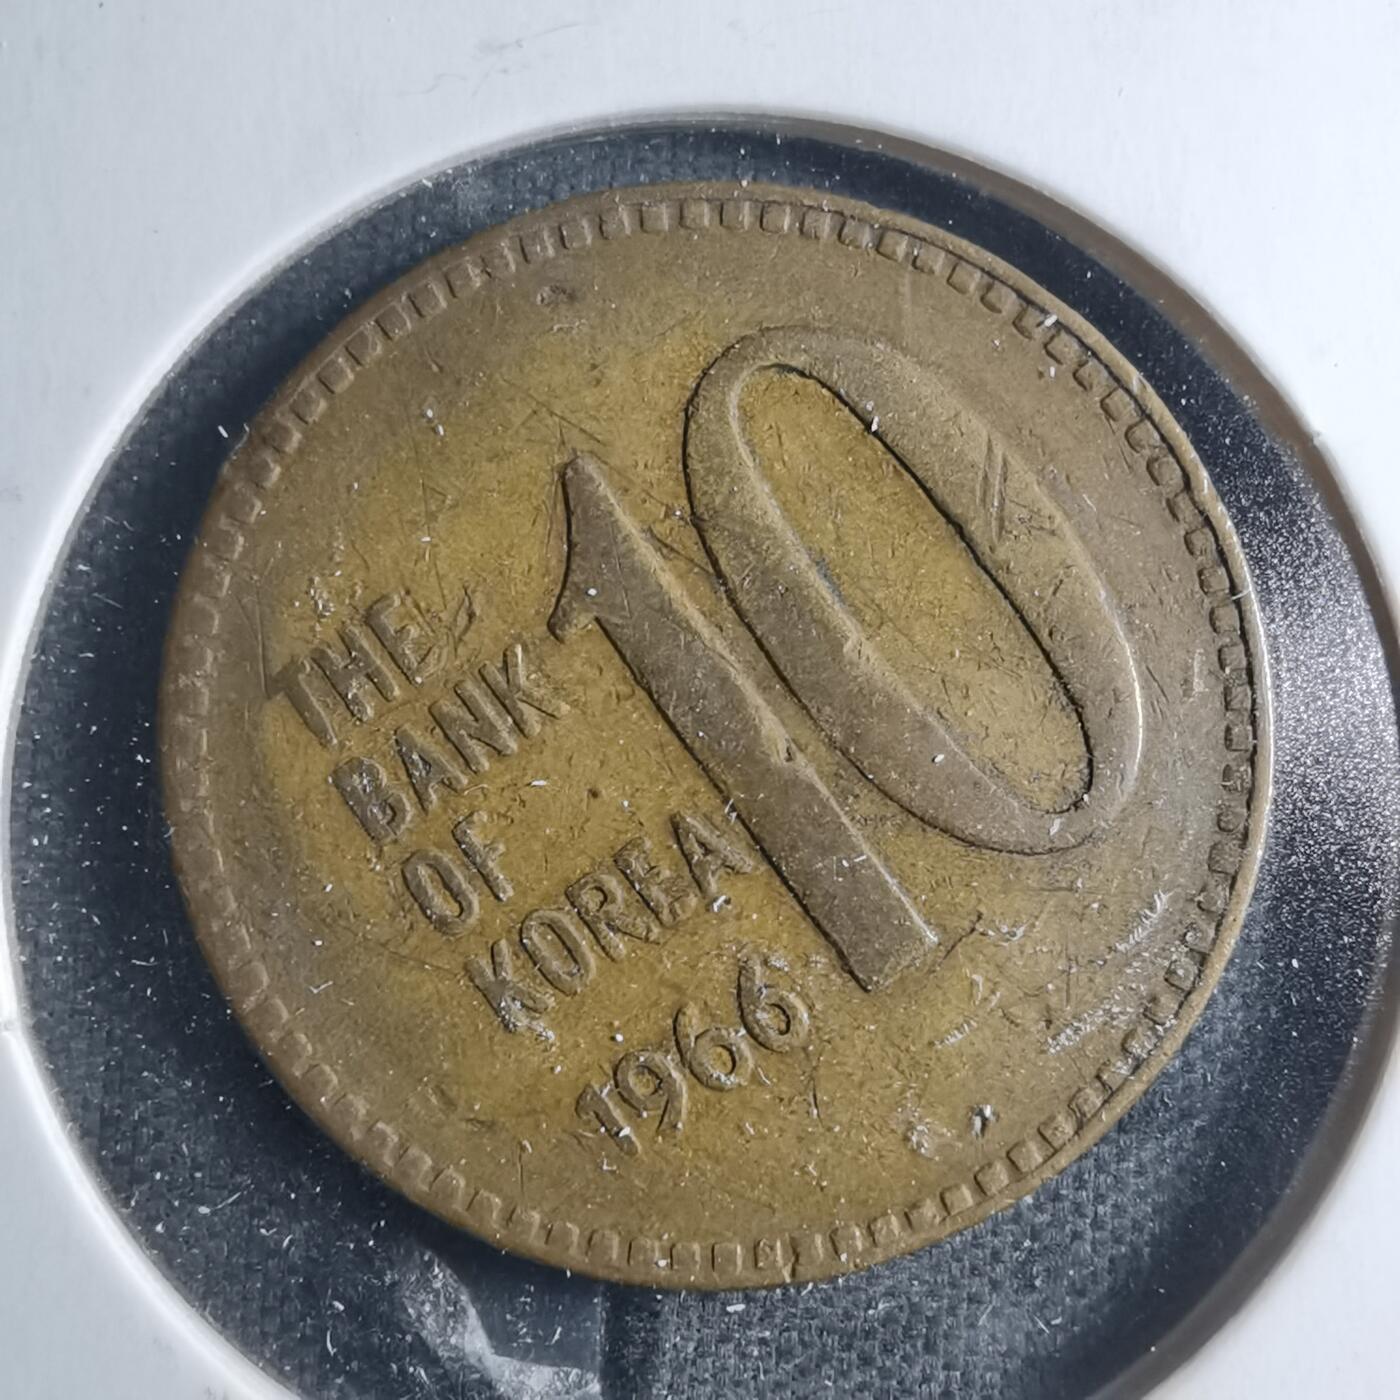 10
THE
BANK
OF
KOREA
1966